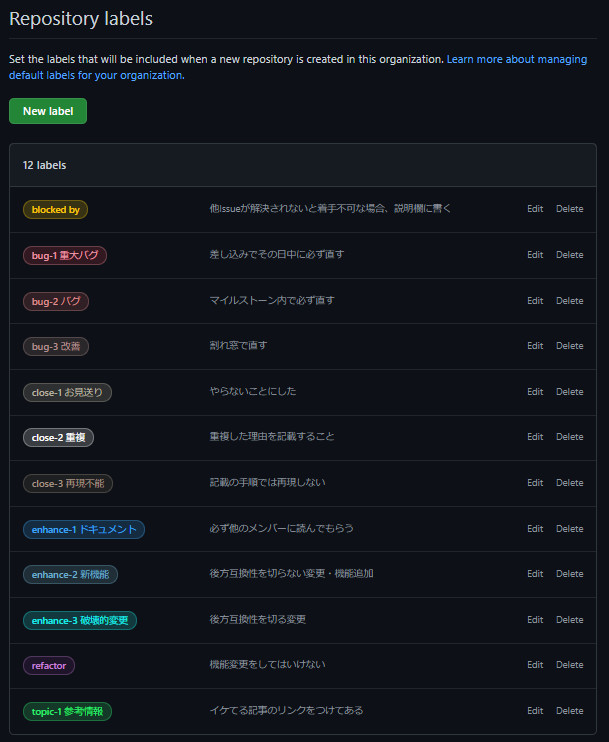 Repository labels
Set the labels that will be included when a new repository is created in this organization. Learn more about managing
default labels for your organization.
New label
12 labels
blocked by 他Issueが解決されないと着手不可な場合、説明欄に書く Edit Delete
bug-1 重大バグ 差し込みでその日中に必ず直す Edit Delete
bug-2 バグ マイルストーン内で必ず直す Edit Delete
bug-3 改善 割れ窓で直す Edit Delete
close-1 お見送り やらないことにした Edit Delete
close-2 重複 重複した理由を記載すること Edit Delete
close-3 再現不能 記載の手順では再現しない Edit Delete
enhance-1 ドキュメント 必ず他のメンバーに読んでもらう Edit Delete
enhance-2 新機能 後方互換性を切らない変更・機能追加 Edit Delete
enhance-3 破壊的変更 後方互換性を切る変更 Edit Delete
refactor 機能変更をしてはいけない Edit Delete
topic-1 参考情報 イケてる記事のリンクをつけてある Edit Delete